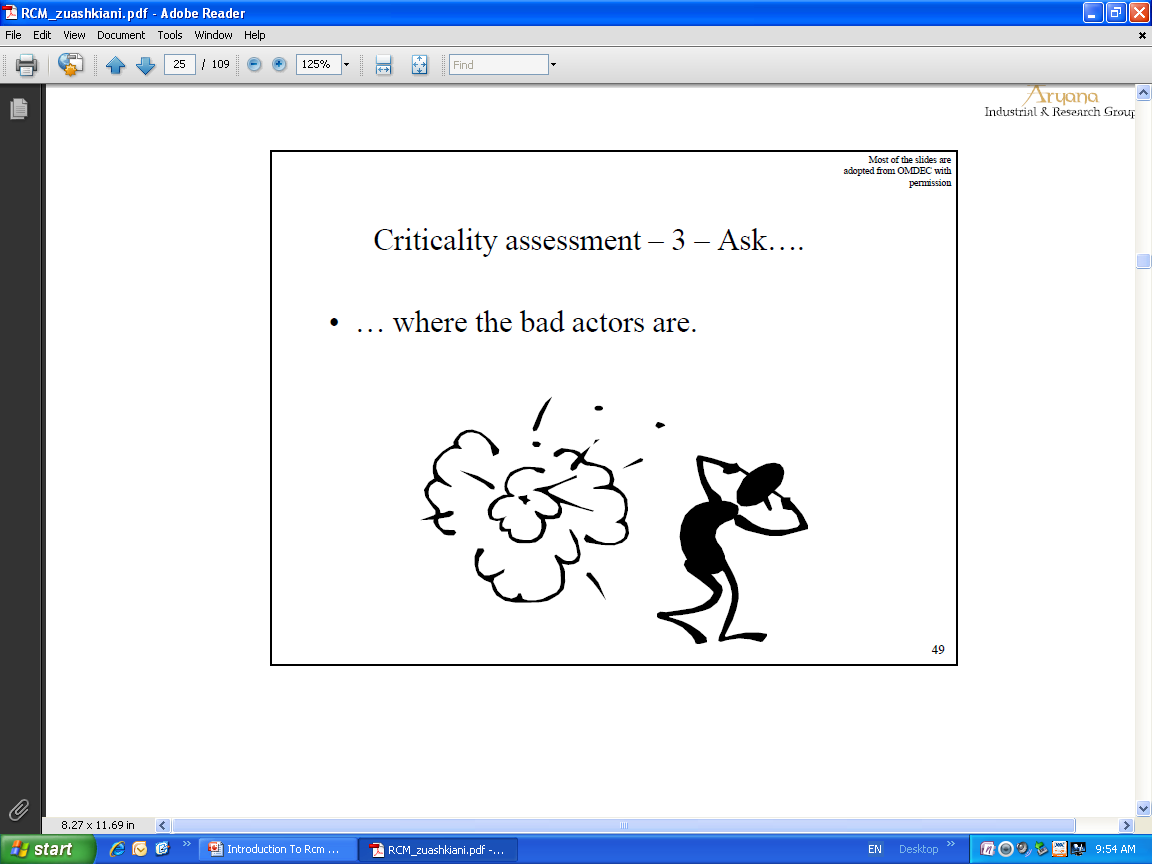 RCM_zuashkiani.pdf - Adobe Reader
File Edit View Document Tools Window Help
25 / 109 125% Find
Aryana
Industrial & Research Group
Most of the slides are
adopted from OMDEC with
permission
Criticality assessment – 3 – Ask….
• … where the bad actors are.
49
8.27 x 11.69 in
start Introduction To Rcm ... RCM_zuashkiani.pdf -... EN Desktop 9:54 AM